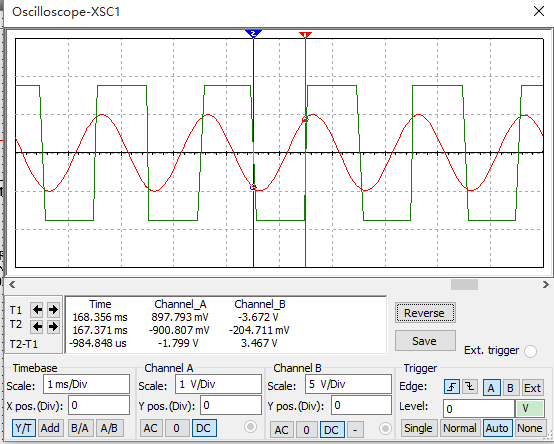 Oscilloscope-XSC1
2 1
T1
T2
T2-T1
Time Channel_A Channel_B
168.356 ms 897.793 mV -3.672 V
167.371 ms -900.807 mV -204.711 mV
-984.848 us -1.799 V 3.467 V
Reverse
Save
Ext. trigger
Timebase
Scale: 1 ms/Div
X pos.(Div): 0
Y/T Add B/A A/B
Channel A
Scale: 1 V/Div
Y pos.(Div): 0
AC 0 DC
Channel B
Scale: 5 V/Div
Y pos.(Div): 0
AC 0 DC -
Trigger
Edge: A B Ext
Level: 0 V
Single Normal Auto None